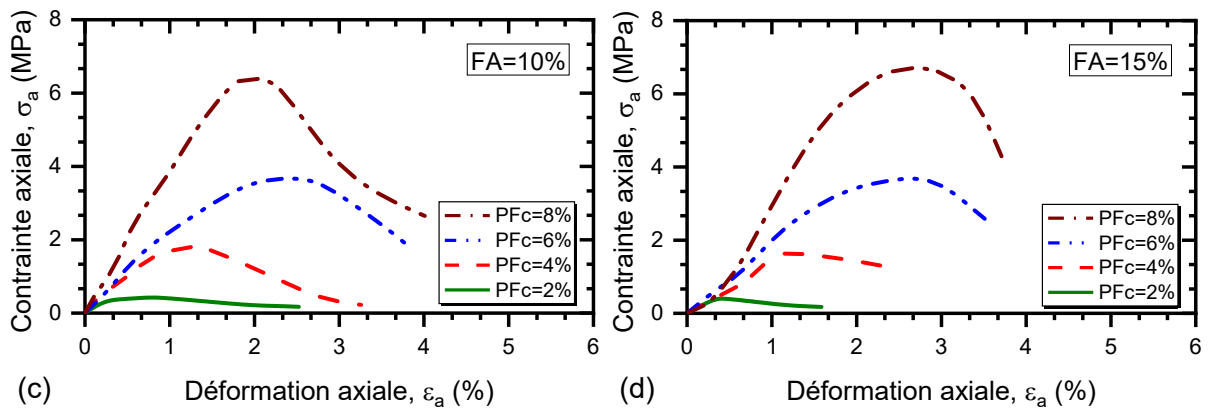 8
6
4
2
0
Contrainte axiale, σa (MPa)
FA=10%
PFc=8%
PFc=6%
PFc=4%
PFc=2%
0 1 2 3 4 5 6
(c) Déformation axiale, εa (%)
8
6
4
2
0
Contrainte axiale, σa (MPa)
FA=15%
PFc=8%
PFc=6%
PFc=4%
PFc=2%
0 1 2 3 4 5 6
(d) Déformation axiale, εa (%)